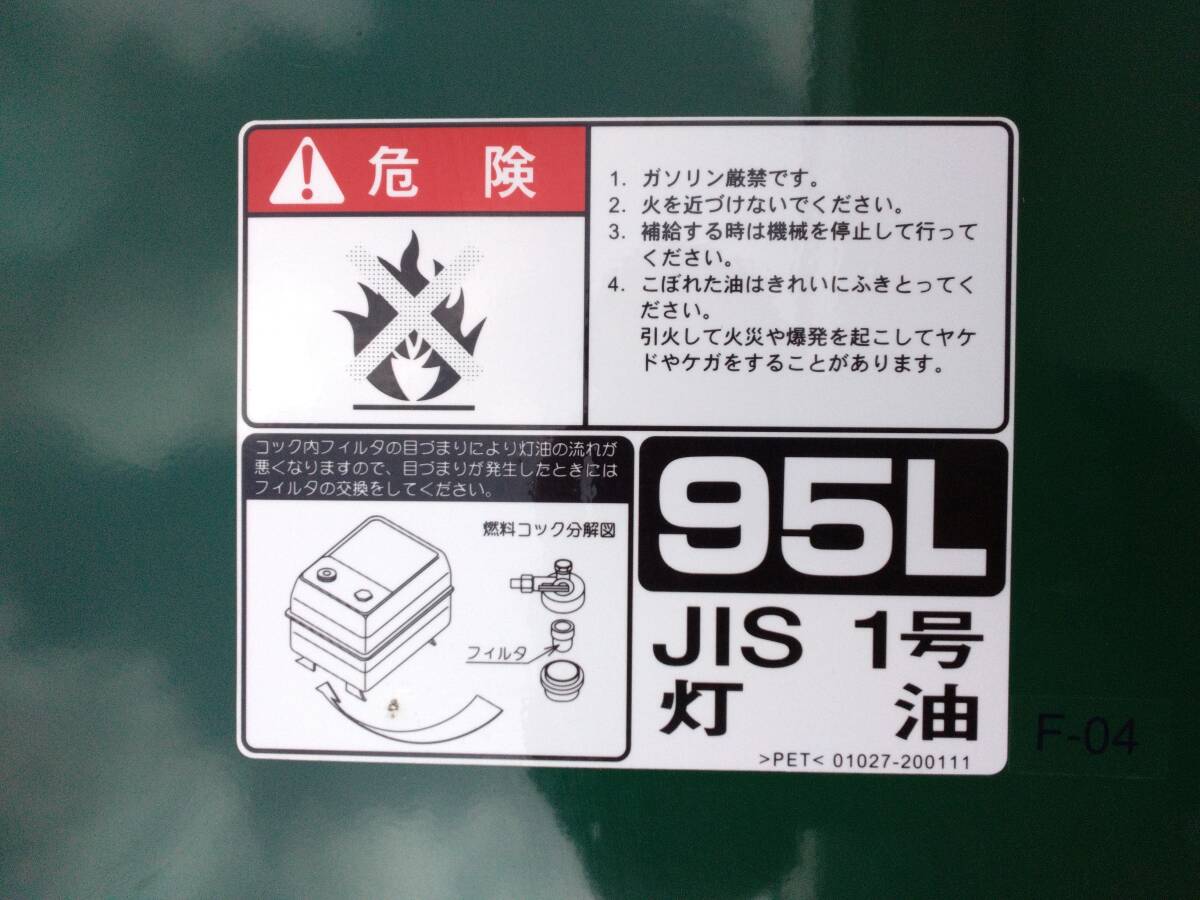 危 険
1. ガソリン厳禁です。
2. 火を近づけないでください。
3. 補給する時は機械を停止して行って
ください。
4. こぼれた油はきれいにふきとってく
ださい。
引火して火災や爆発を起こしてヤケ
ドやケガをすることがあります。
コック内フィルタの目づまりにより灯油の流れが
悪くなりますので、目づまりが発生したときには
フィルタの交換をしてください。
燃料コック分解図
フィルタ
95L
JIS 1号
灯 油
>PET< 01027-200111
F-04